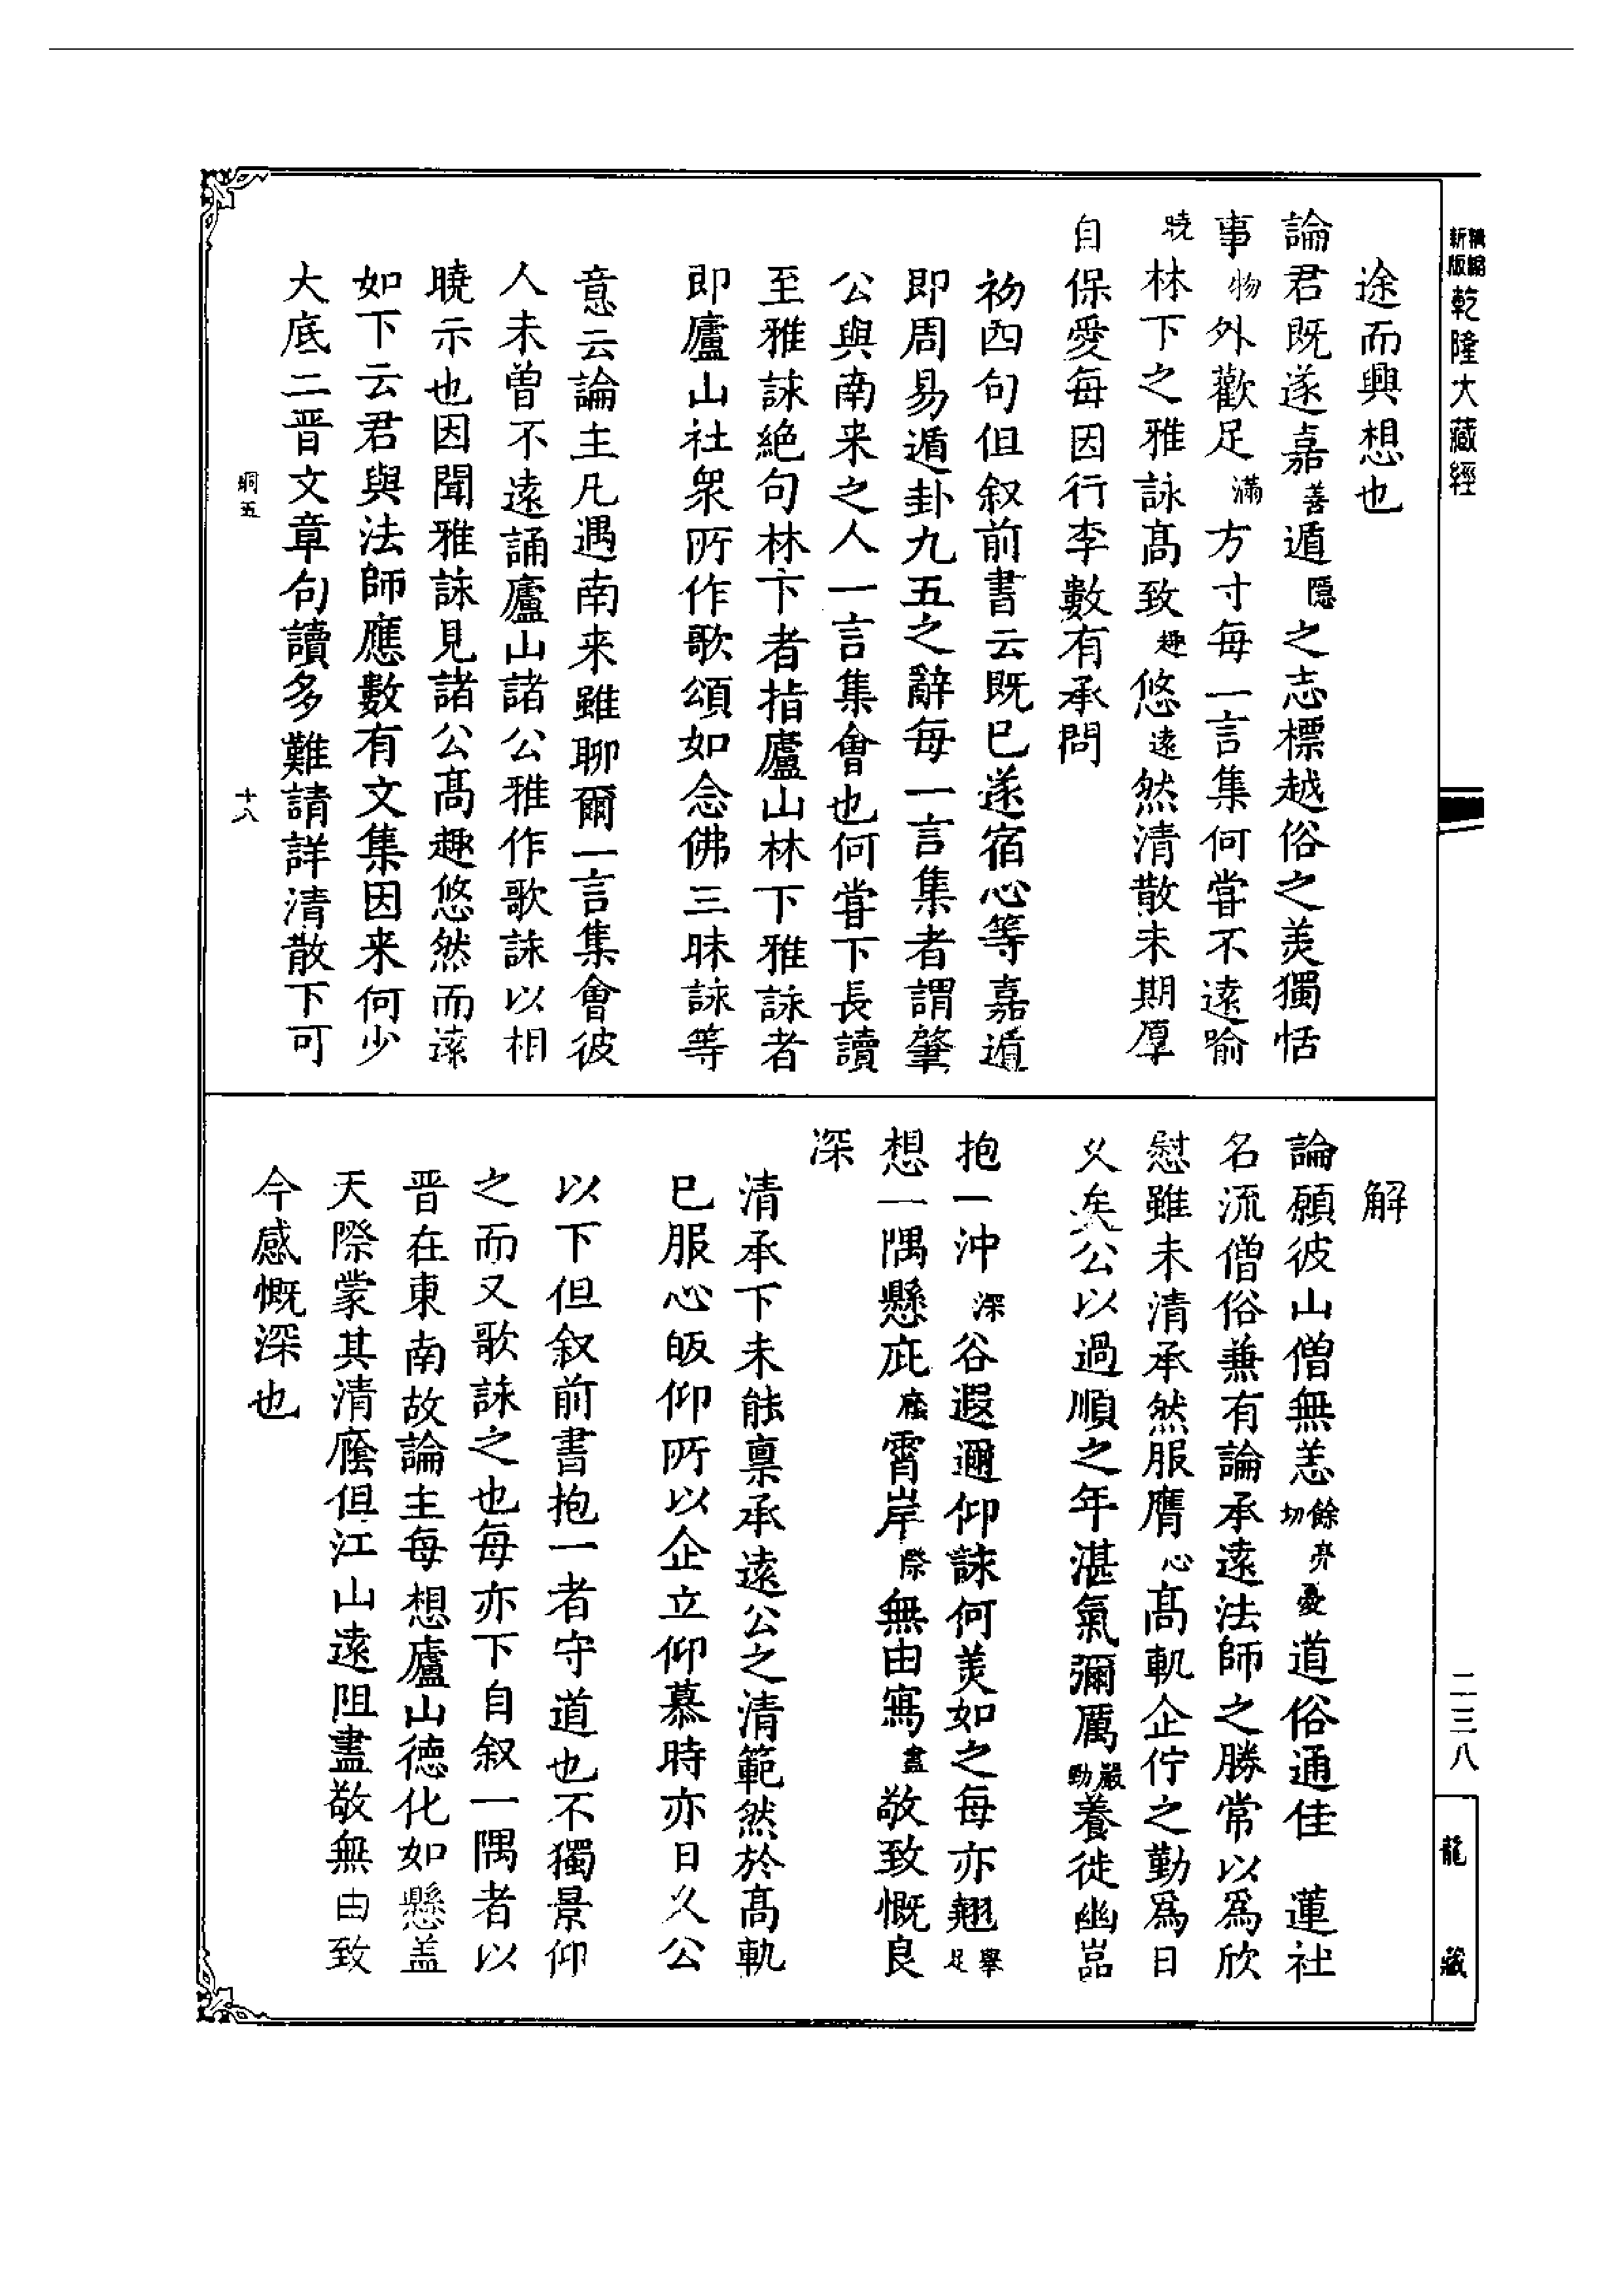 新編縮版乾隆大藏經
途而興想也
論君既遂嘉善遁隱之志標越俗之美獨恬
事物外歡足滿方寸每一言集何甞不遠喻
曉林下之雅詠髙致趣悠遠然清散未期厚
自保愛每因行李數有承問
初四句但叙前書云既已遂宿心等嘉遁
即周易遁卦九五之辭每一言集者謂肇
公與南来之人一言集會也何甞下長讀
至雅詠絶句林下者指廬山林下雅詠者
即廬山社衆所作歌頌如念佛三昧詠等
意云論主凡遇南来雖聊爾一言集會彼
人未曽不逺誦廬山諸公雅作歌詠以相
曉示也因聞雅詠見諸公髙趣悠然而逺
如下云君與法師應數有文集因来何少
大底二晋文章句讀多難請詳清散下可
峒五
十八
解
論願彼山僧無恙餘亮切憂道俗通佳 蓮社
名流僧俗兼有論承遠法師之勝常以爲欣
慰雖未清承然服膺心髙軌企佇之勤爲日
乆矣公以過順之年湛氣彌厲嚴勁養徒幽嵓
抱一沖深谷遐邇仰詠何美如之每亦翹舉足
想一隅懸庇廕霄岸際無由寫盡敬致慨良
深
清承下未能禀承遠公之清範然於髙軌
已服心皈仰所以企立仰慕時亦日乆公
以下但叙前書抱一者守道也不獨景仰
之而又歌詠之也每亦下自叙一隅者以
晋在東南故論主每想廬山德化如懸盖
天際蒙其清廕但江山遠阻盡敬無由致
今感慨深也
二三八
龍藏